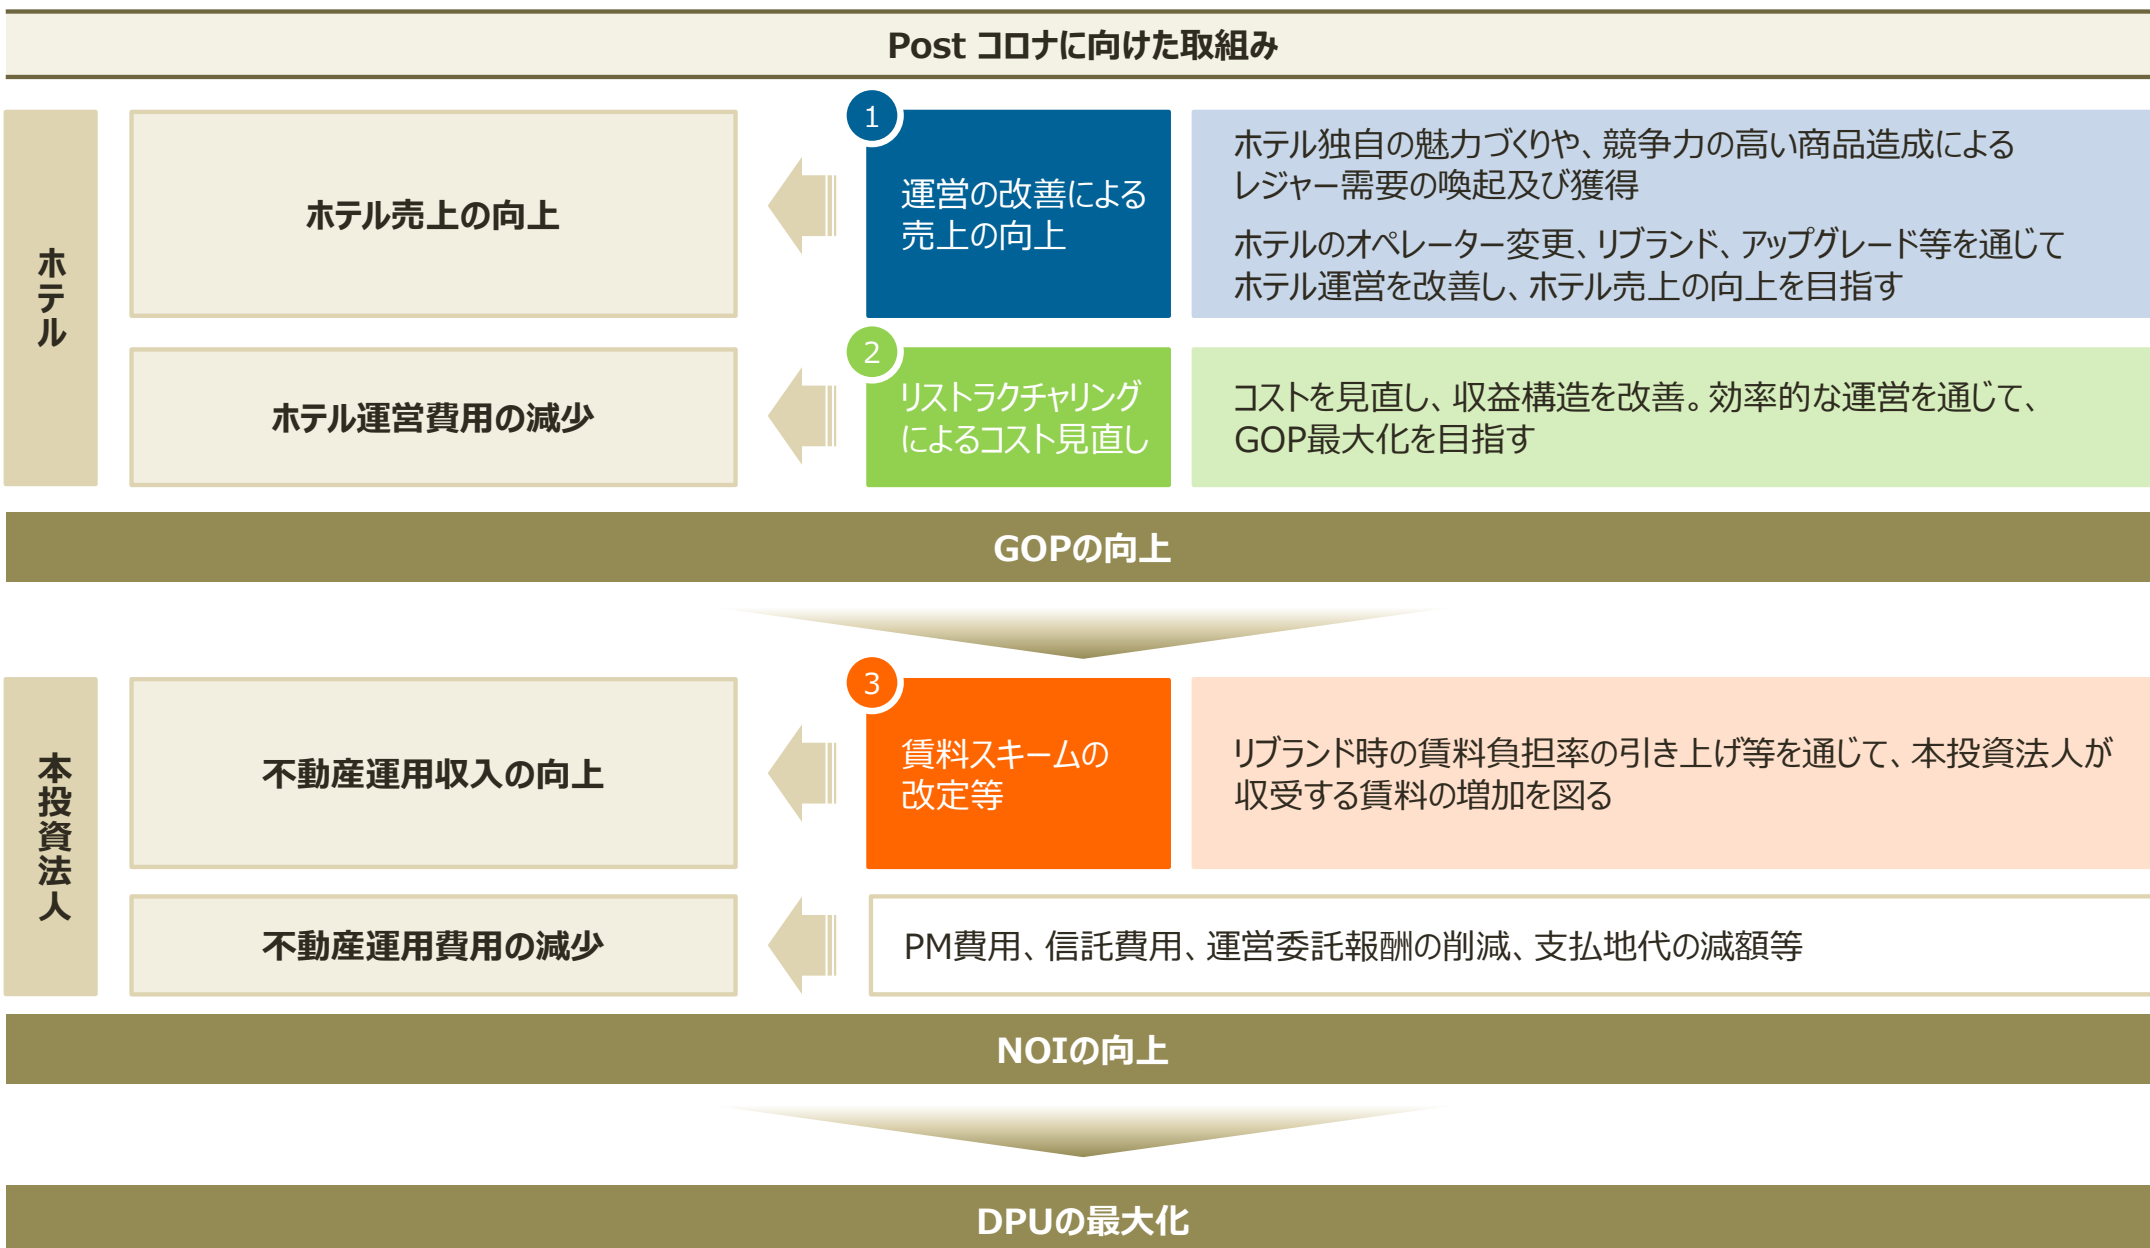 Post コロナに向けた取組み
ホテル
ホテル売上の向上
1
運営の改善による
売上の向上
ホテル独自の魅力づくりや、競争力の高い商品造成による
レジャー需要の喚起及び獲得
ホテルのオペレーター変更、リブランド、アップグレード等を通じて
ホテル運営を改善し、ホテル売上の向上を目指す
ホテル運営費用の減少
2
リストラクチャリング
によるコスト見直し
コストを見直し、収益構造を改善。効率的な運営を通じて、
GOP最大化を目指す
GOPの向上
本投資法人
不動産運用収入の向上
3
賃料スキームの
改定等
リブランド時の賃料負担率の引き上げ等を通じて、本投資法人が
収受する賃料の増加を図る
不動産運用費用の減少
PM費用、信託費用、運営委託報酬の削減、支払地代の減額等
NOIの向上
DPUの最大化